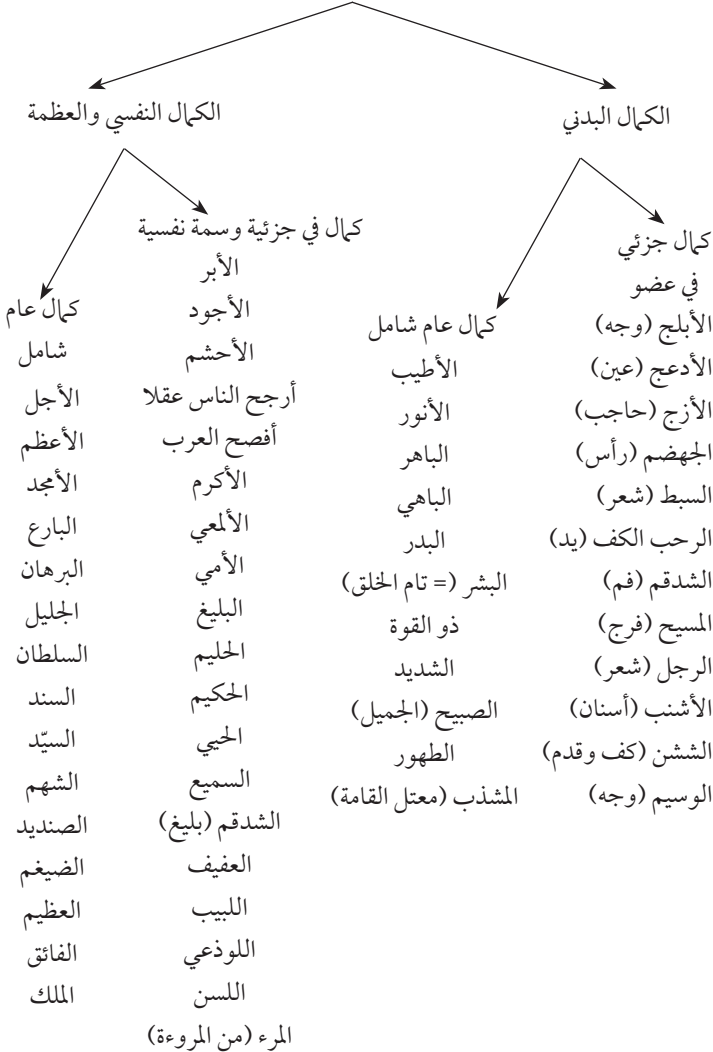 الكمال البدني
الكمال النفسي والعظمة
كمال جزئي
في عضو
الأبلج (وجه)
الأدعج (عين)
الأزج (حاجب)
الجهضم (رأس)
السبط (شعر)
الرحب الكف (يد)
الشدقم (فم)
المسيح (فرج)
الرجل (شعر)
الأشنب (أسنان)
الششن (كف وقدم)
الوسيم (وجه)
كمال عام شامل
الأطيب
الأنور
الباهر
الباهي
البدر
البشر (= تام الخلق)
ذو القوة
الشديد
الصبيح (الجميل)
الطهور
المشذب (معتل القامة)
كمال في جزئية وسمة نفسية
الأبر
الأجود
الأحشم
أرجح الناس عقلا
أفصح العرب
الأكرم
الألمعي
الأمي
البليغ
الحليم
الحكيم
الحيي
السميع
الشدقم (بليغ)
العفيف
اللبيب
اللوذعي
اللسن
المرء (من المروءة)
كمال عام
شامل
الأجل
الأعظم
الأمجد
البارع
البرهان
الجليل
السلطان
السند
السيّد
الشهم
الصنديد
الضيغم
العظيم
الفائق
الملك